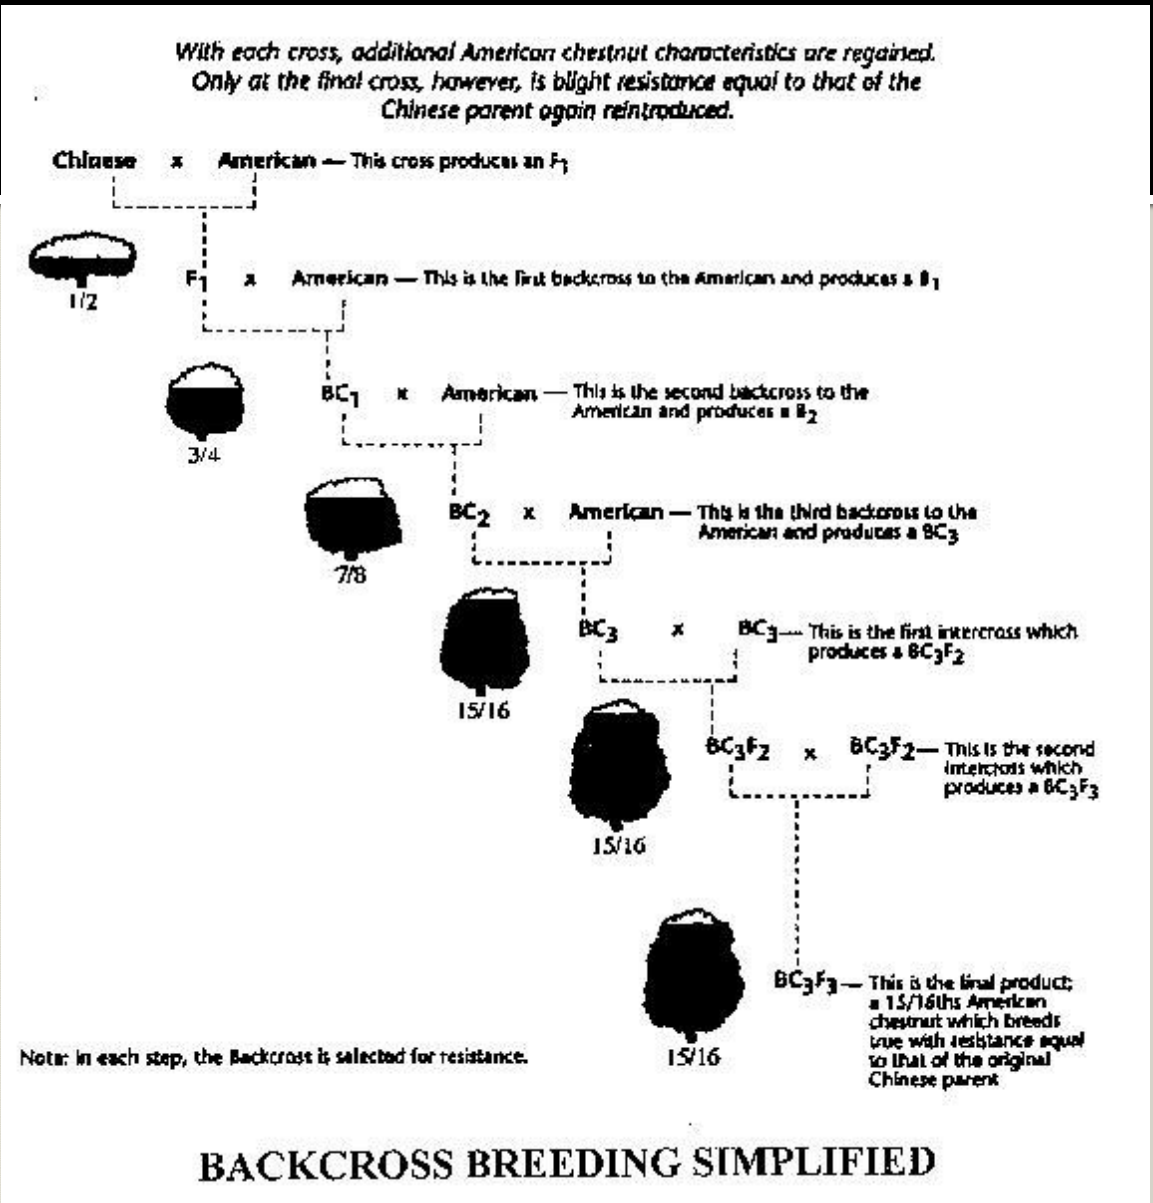 With each cross, additional American chestnut characteristics are regained.
Only at the final cross, however, is blight resistance equal to that of the
Chinese parent again reintroduced.
Chinese x American — This cross produces an F1
1/2
F1 x American — This is the first backcross to the American and produces a B1
3/4
BC1 x American — This is the second backcross to the
American and produces a B2
7/8
BC2 x American — This is the third backcross to the
American and produces a BC3
15/16
BC3 x BC3 — This is the first intercross which
produces a BC3F2
15/16
BC3F2 x BC3F2 — This is the second
intercross which
produces a BC3F3
15/16
BC3F3 — This is the final product;
a 15/16ths American
chestnut which breeds
true with resistance equal
to that of the original
Chinese parent
Note: in each step, the Backcross is selected for resistance.
BACKCROSS BREEDING SIMPLIFIED